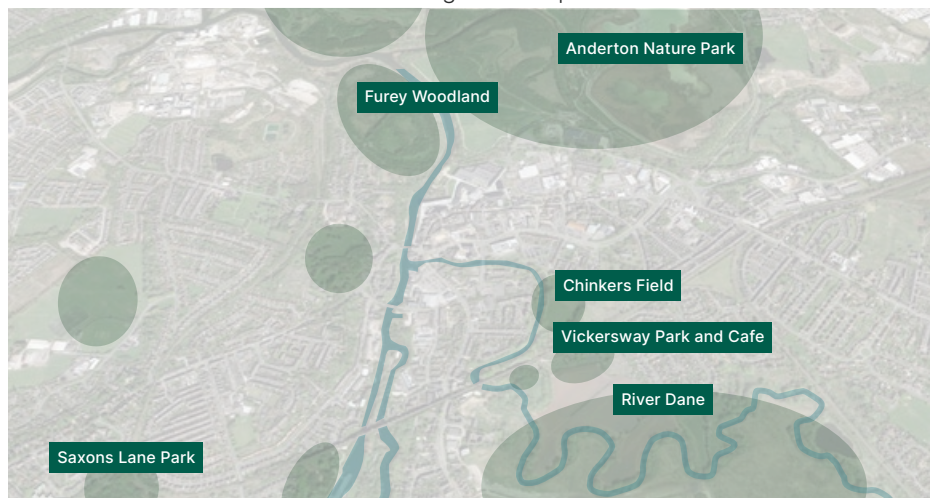 Anderton Nature Park
Furey Woodland
Chinkers Field
Vickersway Park and Cafe
River Dane
Saxons Lane Park